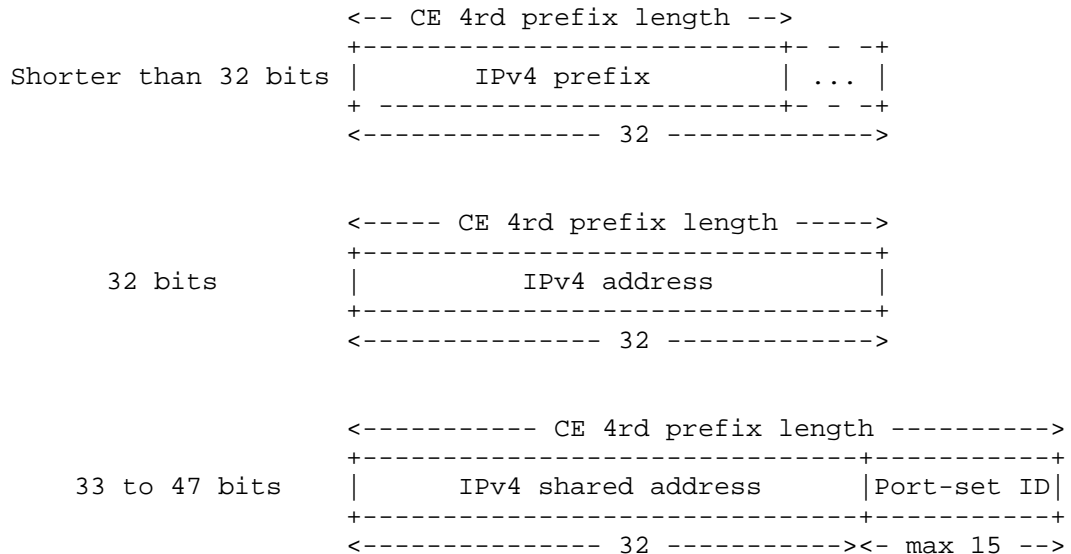 <-- CE 4rd prefix length -->
+--------------------------+- - -+
Shorter than 32 bits | IPv4 prefix | ... |
+ -------------------------+- - -+
<--------------- 32 ------------->
<----- CE 4rd prefix length ----->
+--------------------------------+
32 bits | IPv4 address |
+--------------------------------+
<--------------- 32 ------------->
<----------- CE 4rd prefix length ---------->
+-------------------------------+-----------+
33 to 47 bits | IPv4 shared address |Port-set ID|
+-------------------------------+-----------+
<--------------- 32 -----------><- max 15 -->